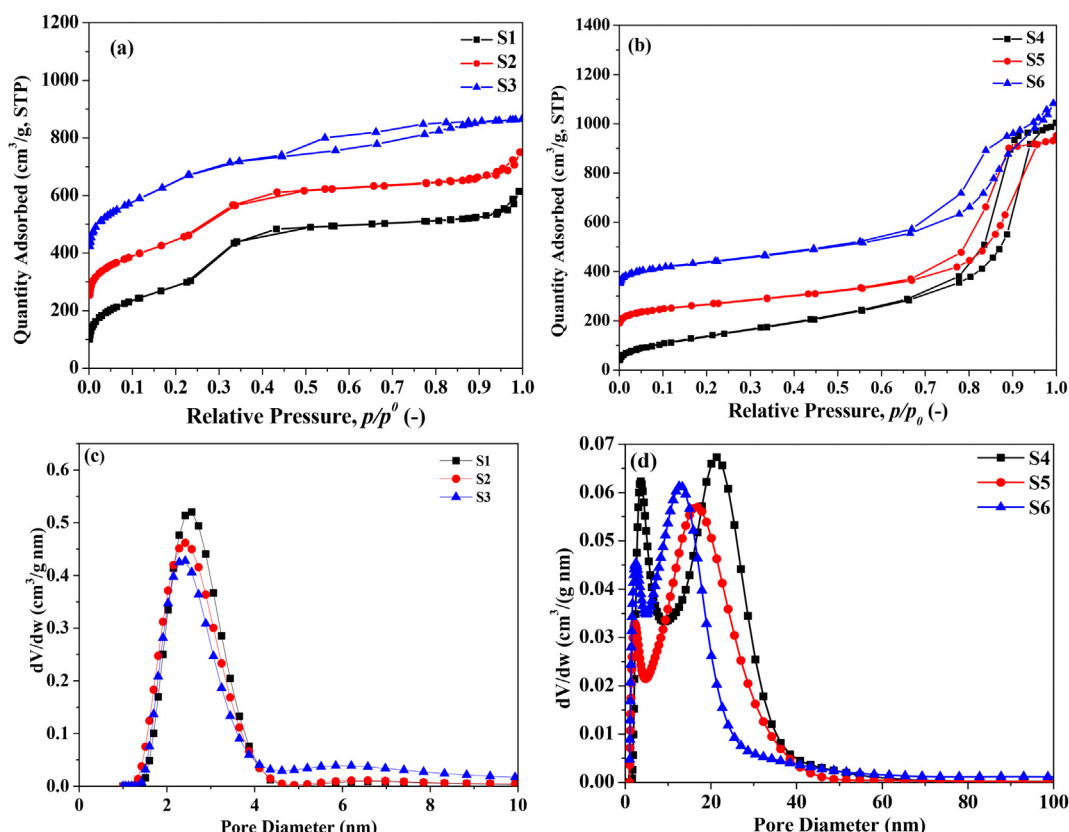 (a)
S1
S2
S3
Quantity Adsorbed (cm³/g, STP)
1200
1000
800
600
400
200
0
0.0 0.1 0.2 0.3 0.4 0.5 0.6 0.7 0.8 0.9 1.0
Relative Pressure, p/p⁰ (-)
(b)
S4
S5
S6
Quantity Adsorbed (cm³/g, STP)
1400
1200
1000
800
600
400
200
0
0.0 0.1 0.2 0.3 0.4 0.5 0.6 0.7 0.8 0.9 1.0
Relative Pressure, p/p₀ (-)
(c)
S1
S2
S3
dV/dw (cm³/g nm)
0.6
0.5
0.4
0.3
0.2
0.1
0.0
0 2 4 6 8 10
Pore Diameter (nm)
(d)
S4
S5
S6
dV/dw (cm³/(g nm)
0.07
0.06
0.05
0.04
0.03
0.02
0.01
0.00
0 20 40 60 80 100
Pore Diameter (nm)